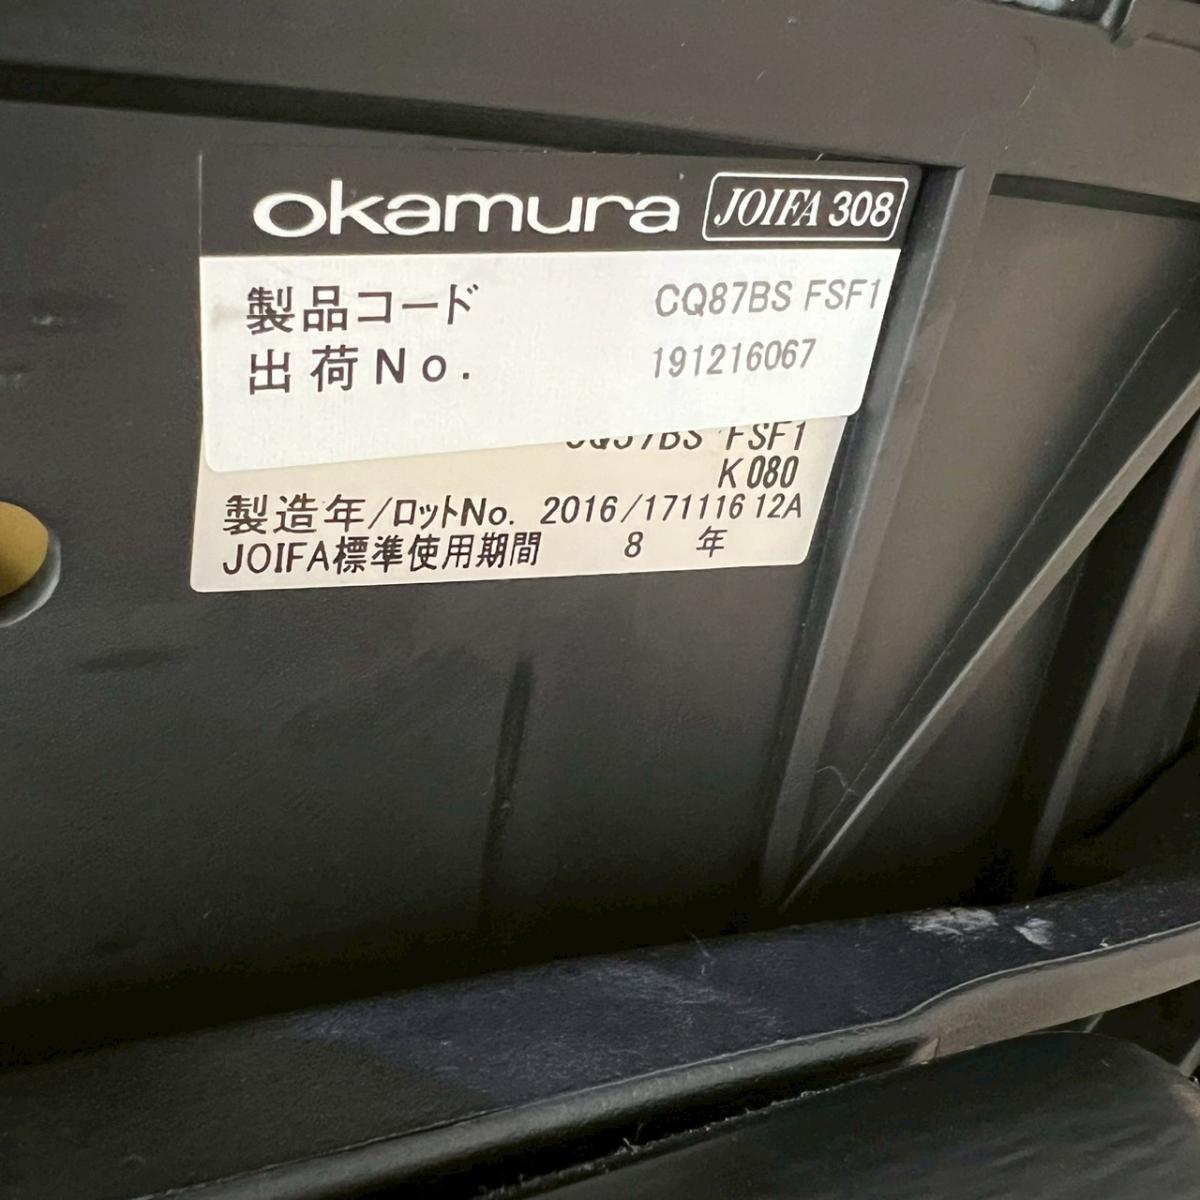 okamura JOIFA 308
製品コード CQ87BS FSF1
出荷No. 191216067
FSF1
K080
製造年/ロットNo. 2016/171116 12A
JOIFA標準使用期間 8 年